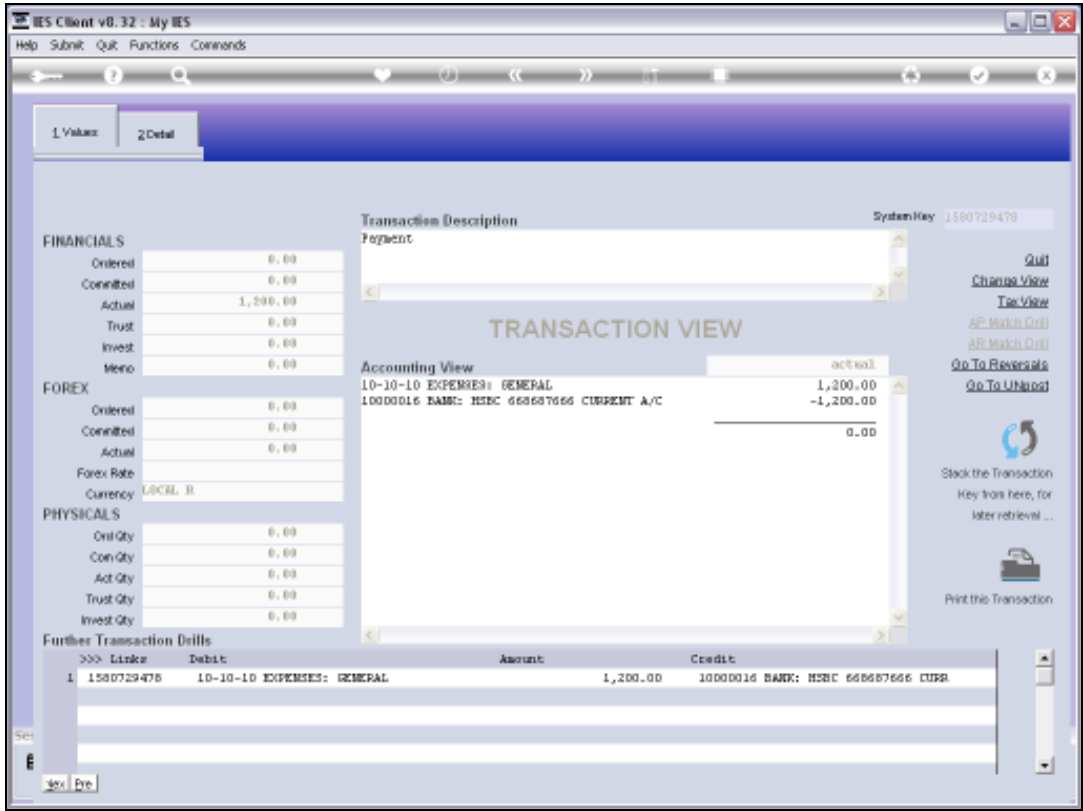 IES Client v8.32 : My IES
Help Submit Quit Functions Commands
1 Values 2 Detail
System Key 1580729478
Transaction Description
Payment
FINANCIALS
Ordered 0.00
Committed 0.00
Actual 1,200.00
Trust 0.00
Invest 0.00
Memo 0.00
FOREX
Ordered 0.00
Committed 0.00
Actual 0.00
Forex Rate
Currency LOCAL R
PHYSICALS
Ord Qty 0.00
Com Qty 0.00
Act Qty 0.00
Trust Qty 0.00
Invest Qty 0.00
TRANSACTION VIEW
Accounting View actual
10-10-10 EXPENSES: GENERAL 1,200.00
10000016 BANK: HSBC 668687666 CURRENT A/C -1,200.00
0.00
Quit
Change View
Tax View
AP Match Drill
AR Match Drill
Go To Reversals
Go To UNpost
Stack the Transaction
Key from here, for
later retrieval ...
Print this Transaction
Further Transaction Drills
>>> Links Debit Amount Credit
1 1580729478 10-10-10 EXPENSES: GENERAL 1,200.00 10000016 BANK: HSBC 668687666 CURR
Nex Pre